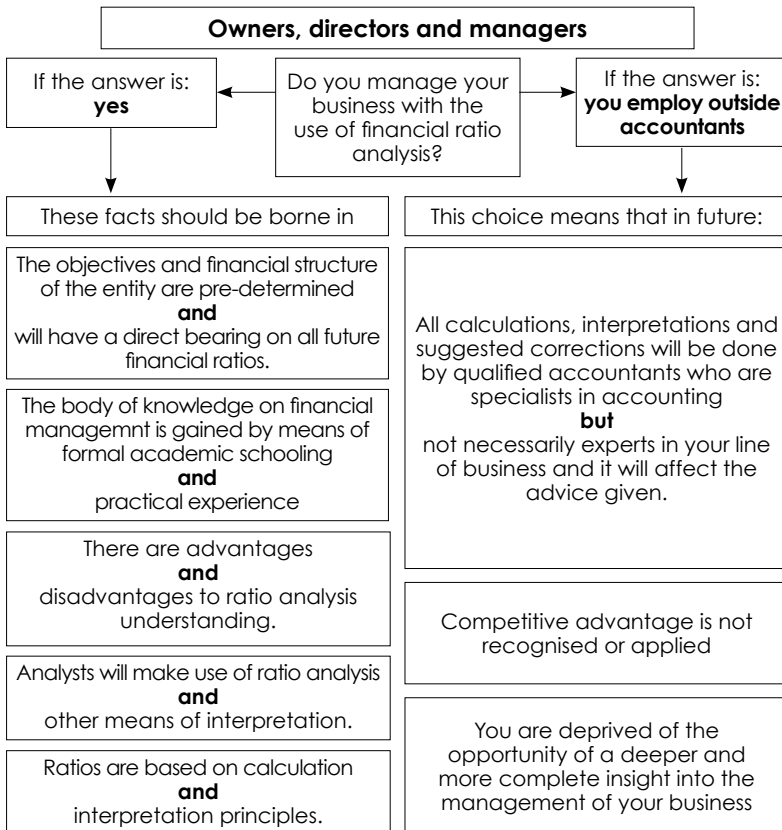 Owners, directors and managers
If the answer is:
yes
Do you manage your
business with the
use of financial ratio
analysis?
If the answer is:
you employ outside
accountants
These facts should be borne in
This choice means that in future:
The objectives and financial structure
of the entity are pre-determined
and
will have a direct bearing on all future
financial ratios.
The body of knowledge on financial
managemnt is gained by means of
formal academic schooling
and
practical experience
There are advantages
and
disadvantages to ratio analysis
understanding.
Analysts will make use of ratio analysis
and
other means of interpretation.
Ratios are based on calculation
and
interpretation principles.
All calculations, interpretations and
suggested corrections will be done
by qualified accountants who are
specialists in accounting
but
not necessarily experts in your line
of business and it will affect the
advice given.
Competitive advantage is not
recognised or applied
You are deprived of the
opportunity of a deeper and
more complete insight into the
management of your business